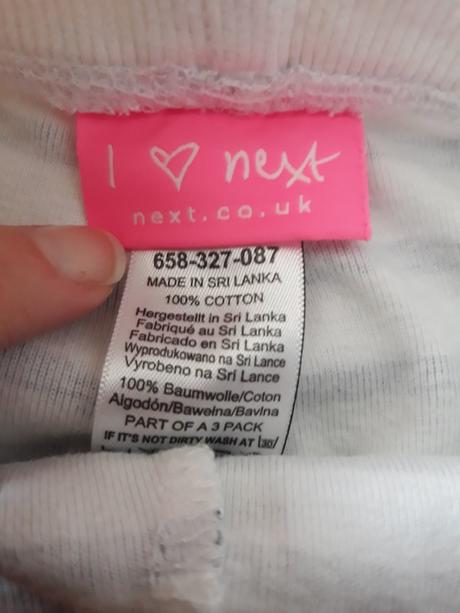 I ♡ next
next.co.uk
658-327-087
MADE IN SRI LANKA
100% COTTON
Hergestellt in Sri Lanka
Fabriqué au Sri Lanka
Fabricado en Sri Lanka
Wyprodukowano na Sri Lance
Vyrobeno na Srí Lance
100% Baumwolle/Coton
Algodón/Bawełna/Bavlna
PART OF A 3 PACK
IF IT'S NOT DIRTY WASH AT 30/